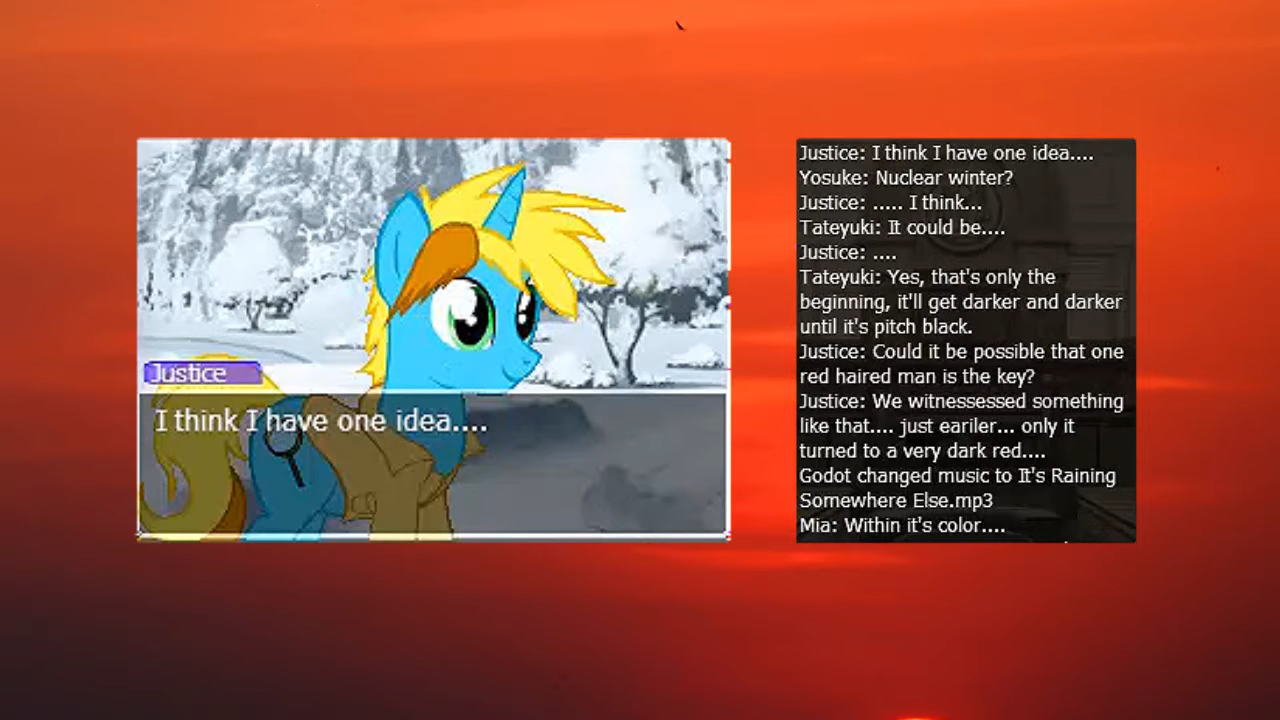 Justice
I think I have one idea....
Justice: I think I have one idea....
Yosuke: Nuclear winter?
Justice: ..... I think...
Tateyuki: It could be....
Justice: ....
Tateyuki: Yes, that's only the
beginning, it'll get darker and darker
until it's pitch black.
Justice: Could it be possible that one
red haired man is the key?
Justice: We witnessessed something
like that.... just eariler... only it
turned to a very dark red....
Godot changed music to It's Raining
Somewhere Else.mp3
Mia: Within it's color....